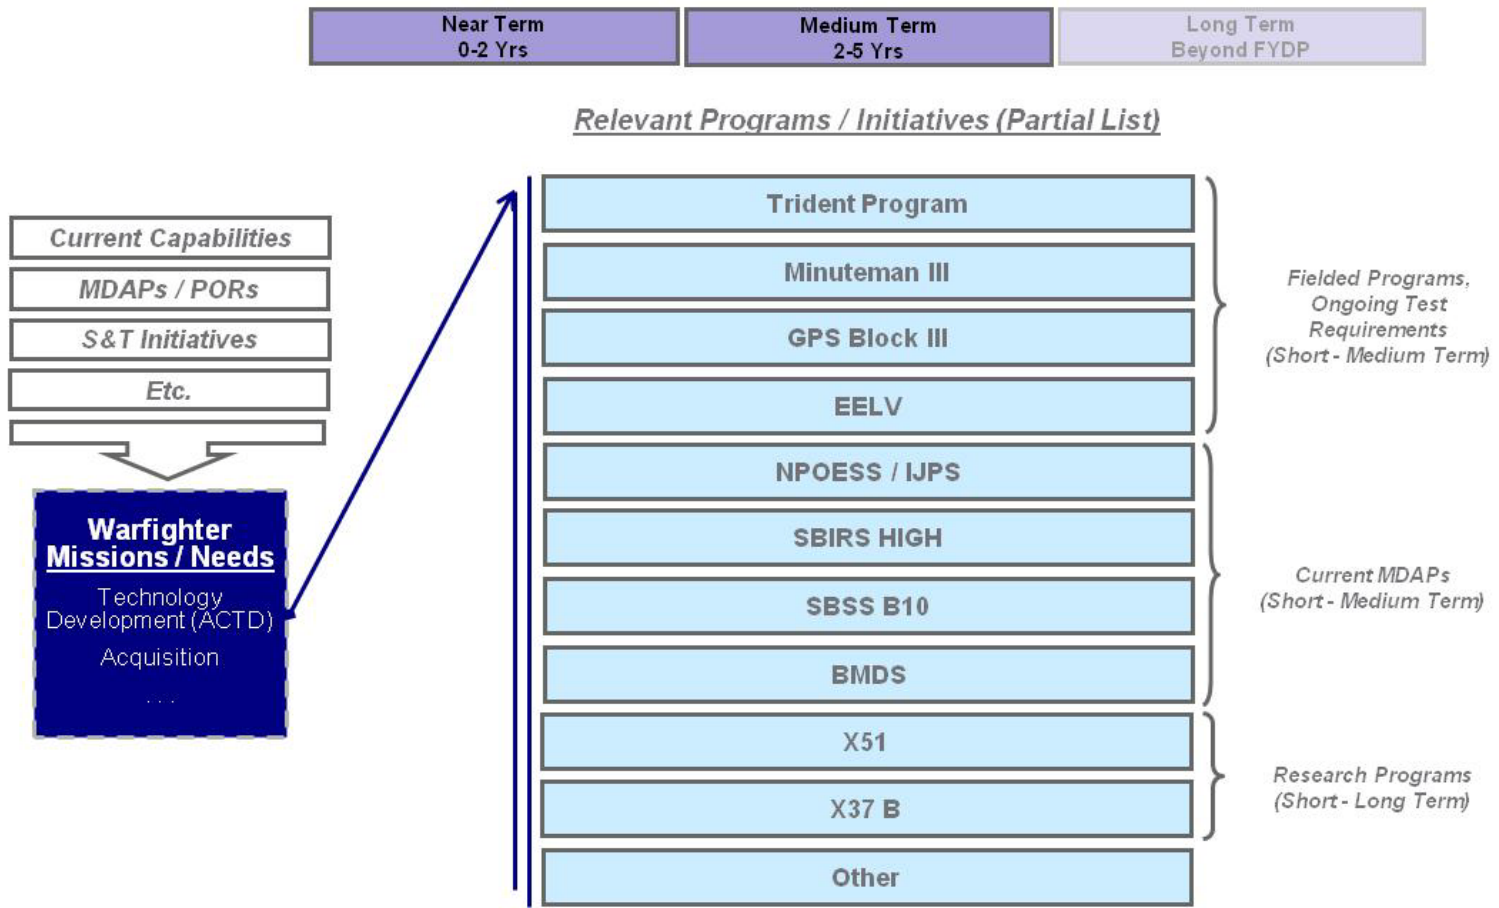 Near Term
0-2 Yrs
Medium Term
2-5 Yrs
Long Term
Beyond FYDP
Relevant Programs / Initiatives (Partial List)
Current Capabilities
MDAPs / PORs
S&T Initiatives
Etc.
Warfighter
Missions / Needs
Technology
Development (ACTD)
Acquisition
. . .
Trident Program
Minuteman III
GPS Block III
EELV
NPOESS / IJPS
SBIRS HIGH
SBSS B10
BMDS
X51
X37 B
Other
Fielded Programs,
Ongoing Test
Requirements
(Short - Medium Term)
Current MDAPs
(Short - Medium Term)
Research Programs
(Short - Long Term)